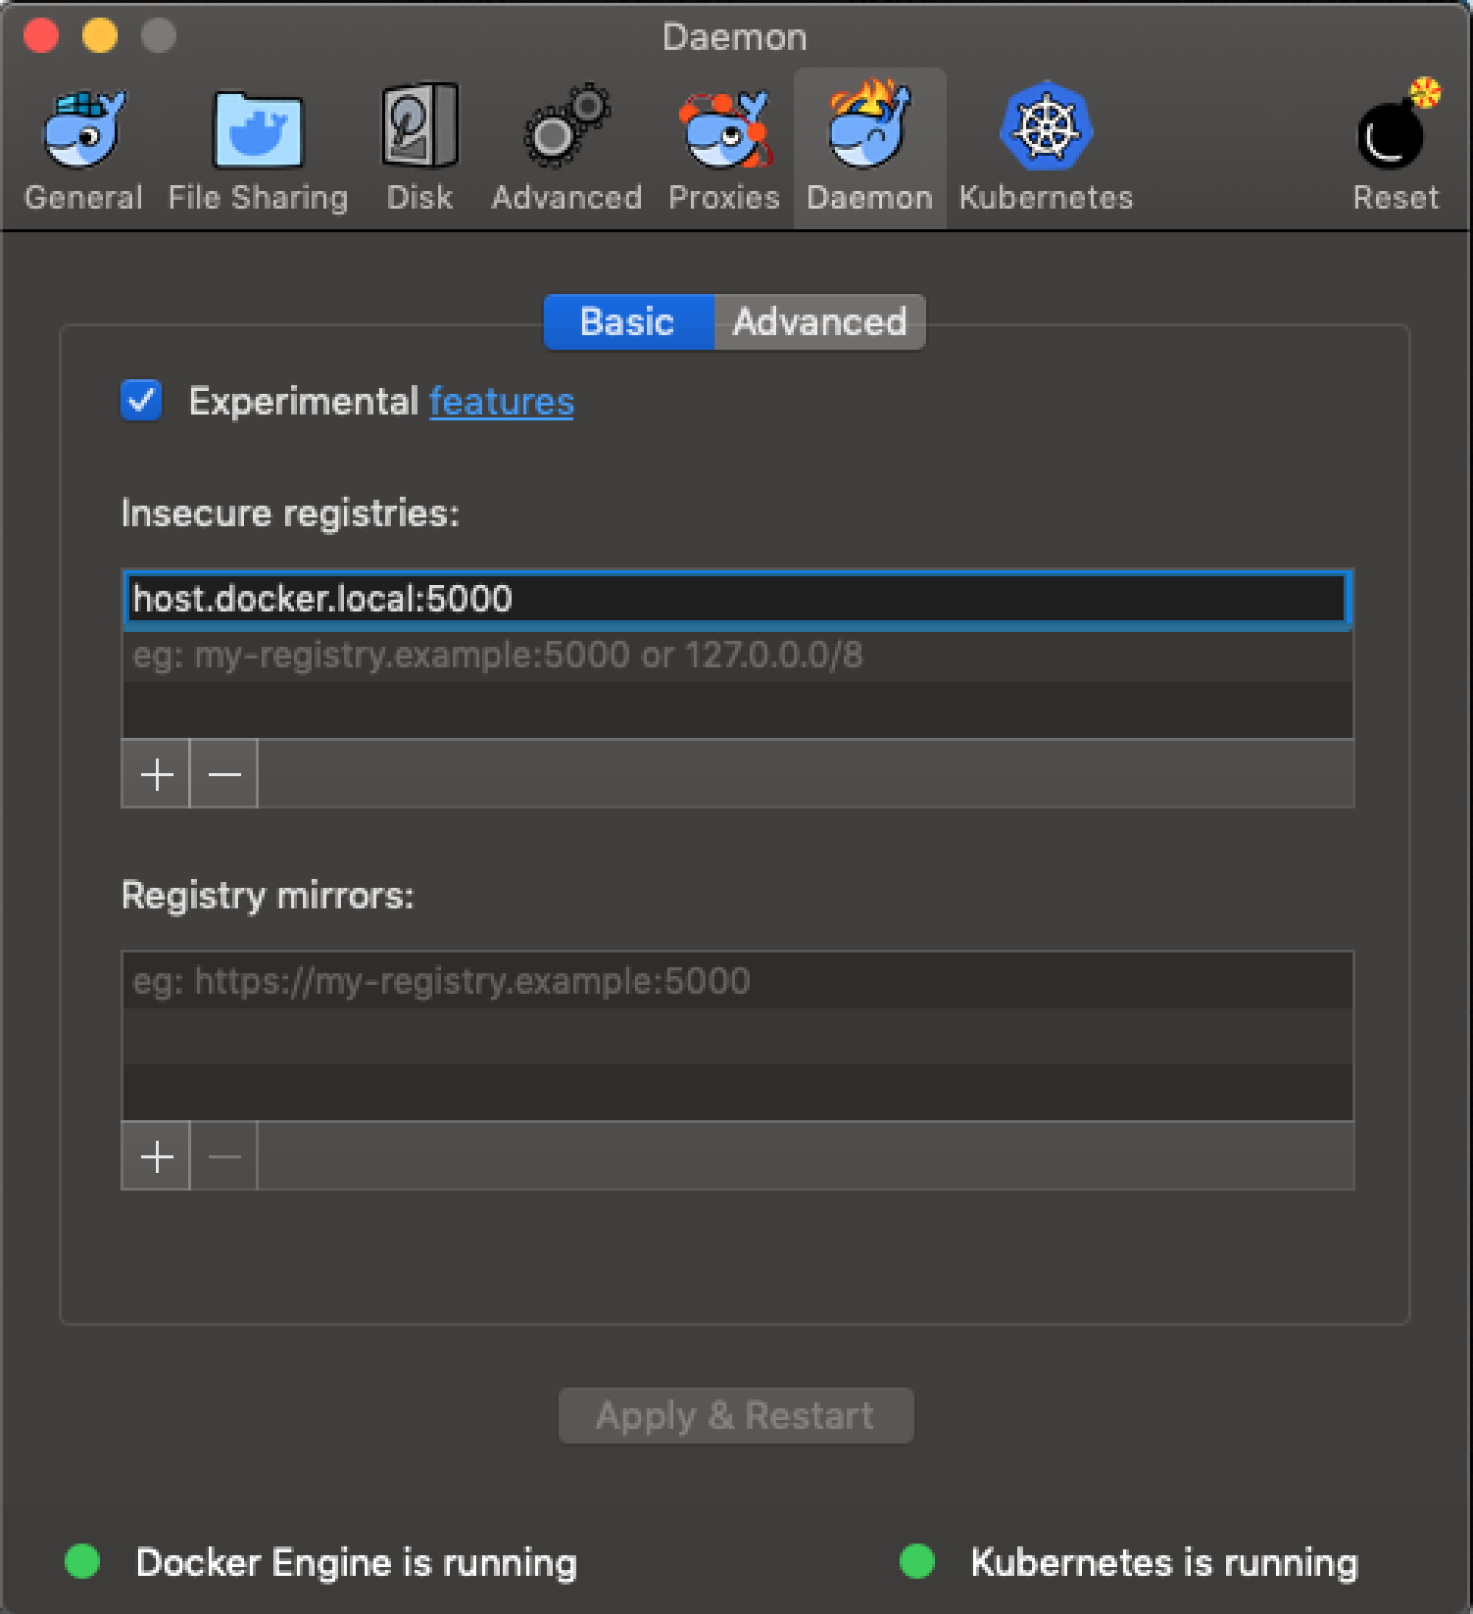 Daemon
General File Sharing Disk Advanced Proxies Daemon Kubernetes Reset
Basic Advanced
Experimental features
Insecure registries:
host.docker.local:5000
eg: my-registry.example:5000 or 127.0.0.0/8
Registry mirrors:
eg: https://my-registry.example:5000
Apply & Restart
Docker Engine is running Kubernetes is running